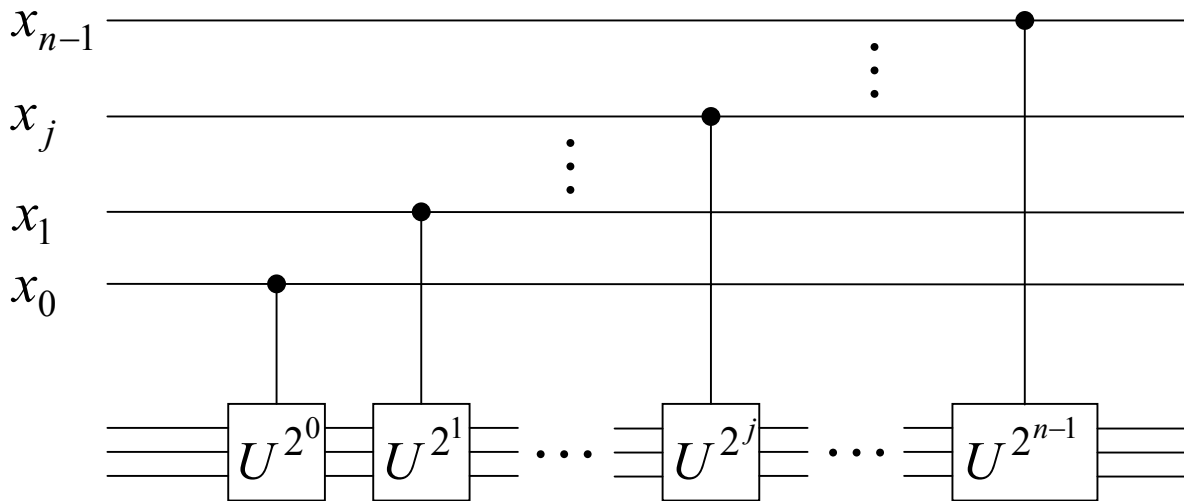 x_{n−1}
x_j
x_1
x_0
U^{2^0} U^{2^1} ··· U^{2^j} ··· U^{2^{n−1}}